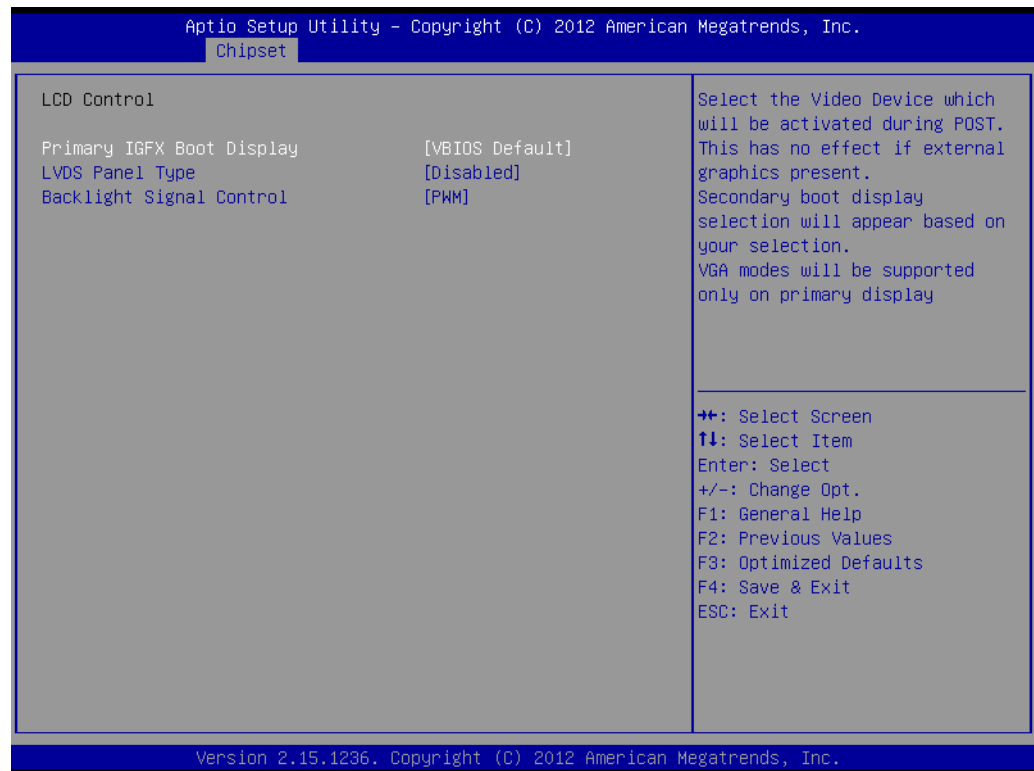 Aptio Setup Utility – Copyright (C) 2012 American Megatrends, Inc.
Chipset
LCD Control
Primary IGFX Boot Display [VBIOS Default]
LVDS Panel Type [Disabled]
Backlight Signal Control [PWM]
Select the Video Device which
will be activated during POST.
This has no effect if external
graphics present.
Secondary boot display
selection will appear based on
your selection.
VGA modes will be supported
only on primary display
→←: Select Screen
↑↓: Select Item
Enter: Select
+/-: Change Opt.
F1: General Help
F2: Previous Values
F3: Optimized Defaults
F4: Save & Exit
ESC: Exit
Version 2.15.1236. Copyright (C) 2012 American Megatrends, Inc.